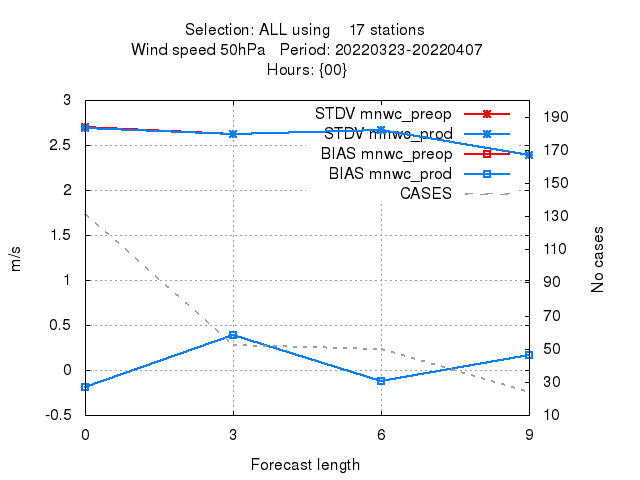 Selection: ALL using    17 stations
Wind speed 50hPa   Period: 20220323-20220407
Hours: {00}
STDV mnwc_preop
STDV mnwc_prod
BIAS mnwc_preop
BIAS mnwc_prod
CASES
3
2.5
2
1.5
1
0.5
0
-0.5
m/s
190
170
150
130
110
90
70
50
30
10
No cases
0 3 6 9
Forecast length